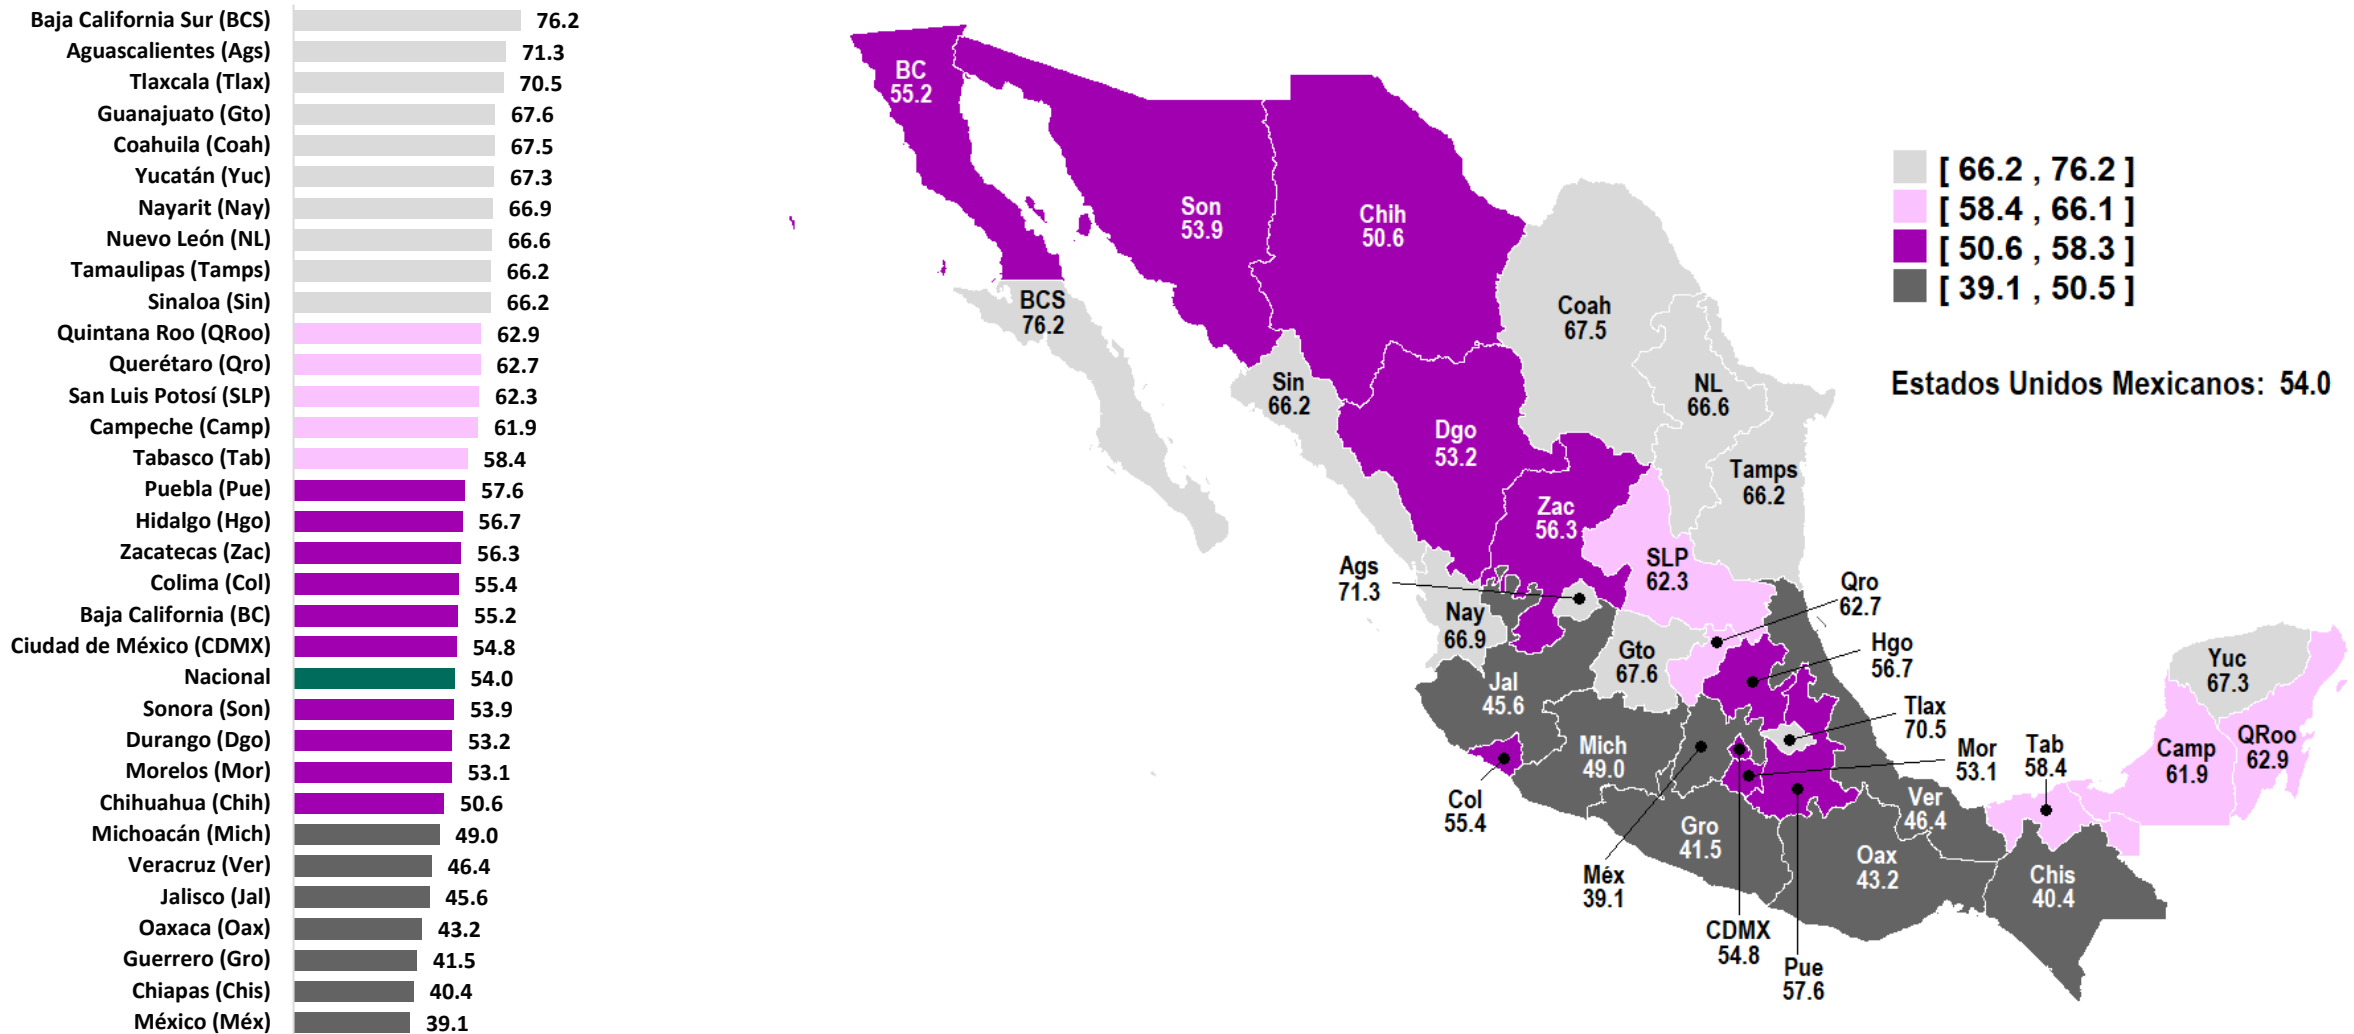 Baja California Sur (BCS) 76.2
Aguascalientes (Ags) 71.3
Tlaxcala (Tlax) 70.5
Guanajuato (Gto) 67.6
Coahuila (Coah) 67.5
Yucatán (Yuc) 67.3
Nayarit (Nay) 66.9
Nuevo León (NL) 66.6
Tamaulipas (Tamps) 66.2
Sinaloa (Sin) 66.2
Quintana Roo (QRoo) 62.9
Querétaro (Qro) 62.7
San Luis Potosí (SLP) 62.3
Campeche (Camp) 61.9
Tabasco (Tab) 58.4
Puebla (Pue) 57.6
Hidalgo (Hgo) 56.7
Zacatecas (Zac) 56.3
Colima (Col) 55.4
Baja California (BC) 55.2
Ciudad de México (CDMX) 54.8
Nacional 54.0
Sonora (Son) 53.9
Durango (Dgo) 53.2
Morelos (Mor) 53.1
Chihuahua (Chih) 50.6
Michoacán (Mich) 49.0
Veracruz (Ver) 46.4
Jalisco (Jal) 45.6
Oaxaca (Oax) 43.2
Guerrero (Gro) 41.5
Chiapas (Chis) 40.4
México (Méx) 39.1
BC
55.2
Son
53.9
Chih
50.6
BCS
76.2
Coah
67.5
Sin
66.2
NL
66.6
Dgo
53.2
Tamps
66.2
Zac
56.3
SLP
62.3
Ags
71.3
Qro
62.7
Nay
66.9
Gto
67.6
Hgo
56.7
Yuc
67.3
Jal
45.6
Tlax
70.5
Mich
49.0
Mor
53.1
Tab
58.4
Camp
61.9
QRoo
62.9
Col
55.4
Ver
46.4
Gro
41.5
Oax
43.2
Méx
39.1
Chis
40.4
CDMX
54.8
Pue
57.6
[ 66.2 , 76.2 ]
[ 58.4 , 66.1 ]
[ 50.6 , 58.3 ]
[ 39.1 , 50.5 ]
Estados Unidos Mexicanos: 54.0